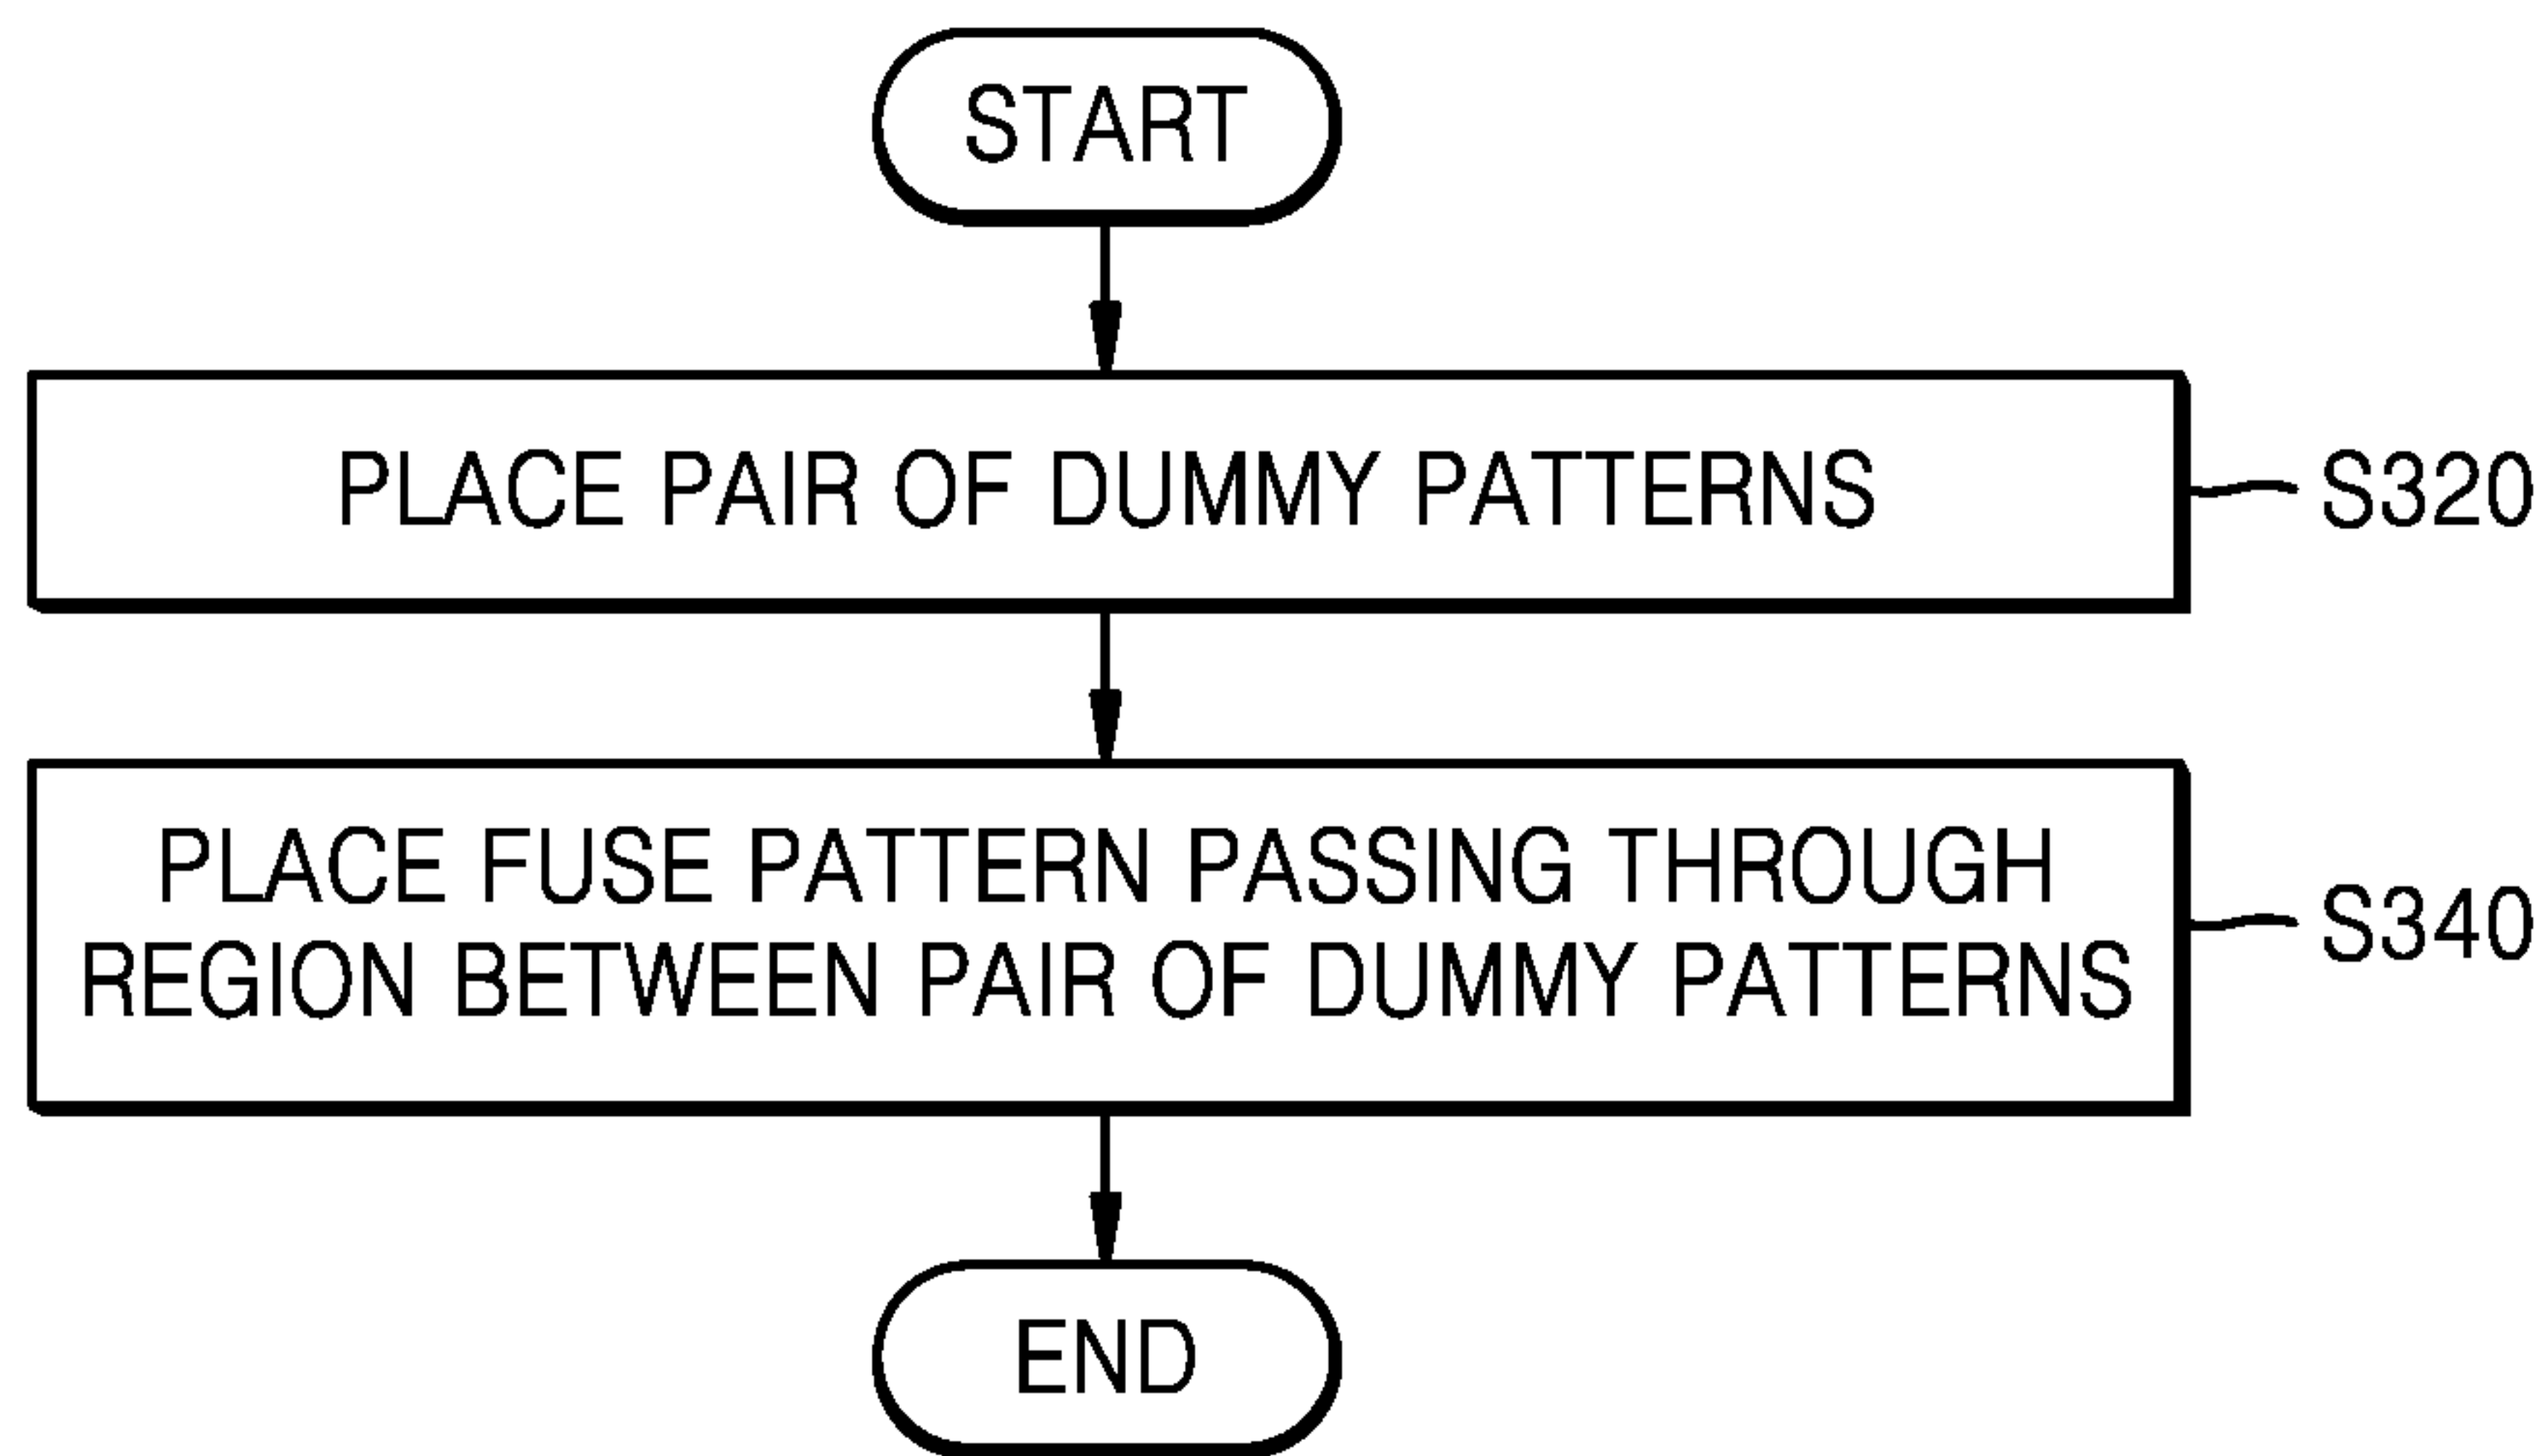 START
PLACE PAIR OF DUMMY PATTERNS
S320
PLACE FUSE PATTERN PASSING THROUGH
REGION BETWEEN PAIR OF DUMMY PATTERNS
S340
END